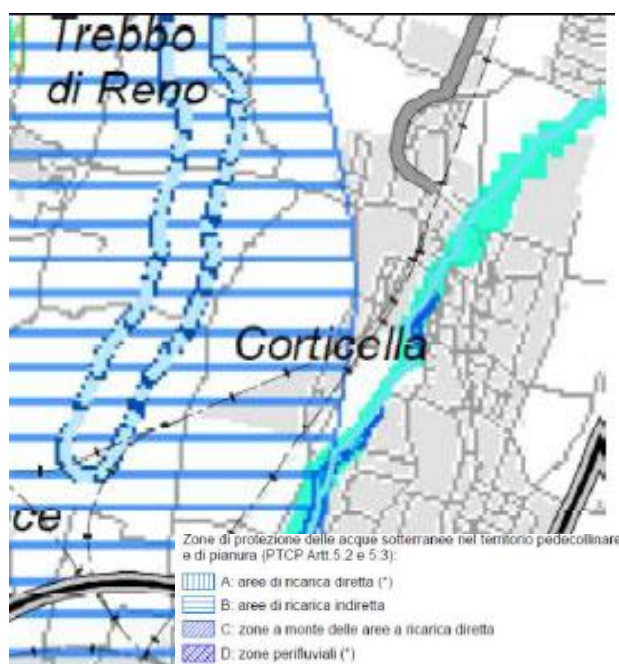 Trebbo
di Reno
Corticella
ce
Zone di protezione delle acque sotterranee nel territorio pedecollinare
e di pianura (PTCP Artt.5.2 e 5.3):
A: aree di ricarica diretta (*)
B: aree di ricarica indiretta
C: zone a monte delle aree a ricarica diretta
D: zone perifluviali (*)